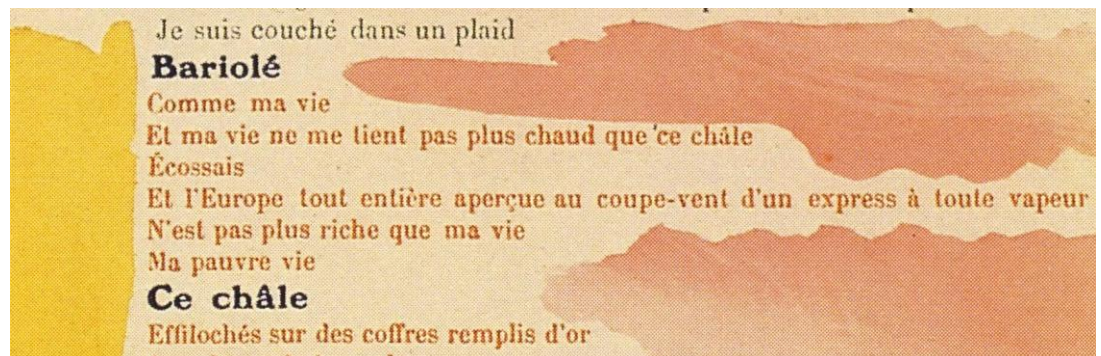 Je suis couché dans un plaid
Bariolé
Comme ma vie
Et ma vie ne me tient pas plus chaud que ce châle
Écossais
Et l'Europe tout entière aperçue au coupe-vent d'un express à toute vapeur
N'est pas plus riche que ma vie
Ma pauvre vie
Ce châle
Effilochés sur des coffres remplis d'or